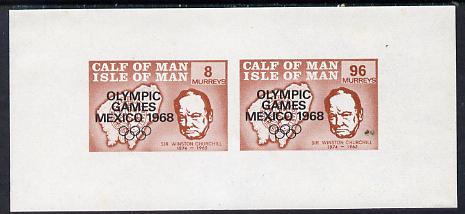 CALF OF MAN
ISLE OF MAN
8
MURREYS
OLYMPIC
GAMES
MEXICO 1968
SIR WINSTON CHURCHILL
1874 - 1965
CALF OF MAN
ISLE OF MAN
96
MURREYS
OLYMPIC
GAMES
MEXICO 1968
SIR WINSTON CHURCHILL
1874 - 1965